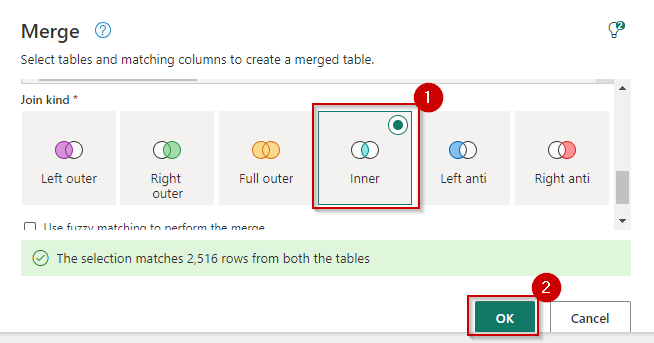 Merge ?
2
Select tables and matching columns to create a merged table.
Join kind *
1
Left outer
Right outer
Full outer
Inner
Left anti
Right anti
Use fuzzy matching to perform the merge
The selection matches 2,516 rows from both the tables
2
OK
Cancel